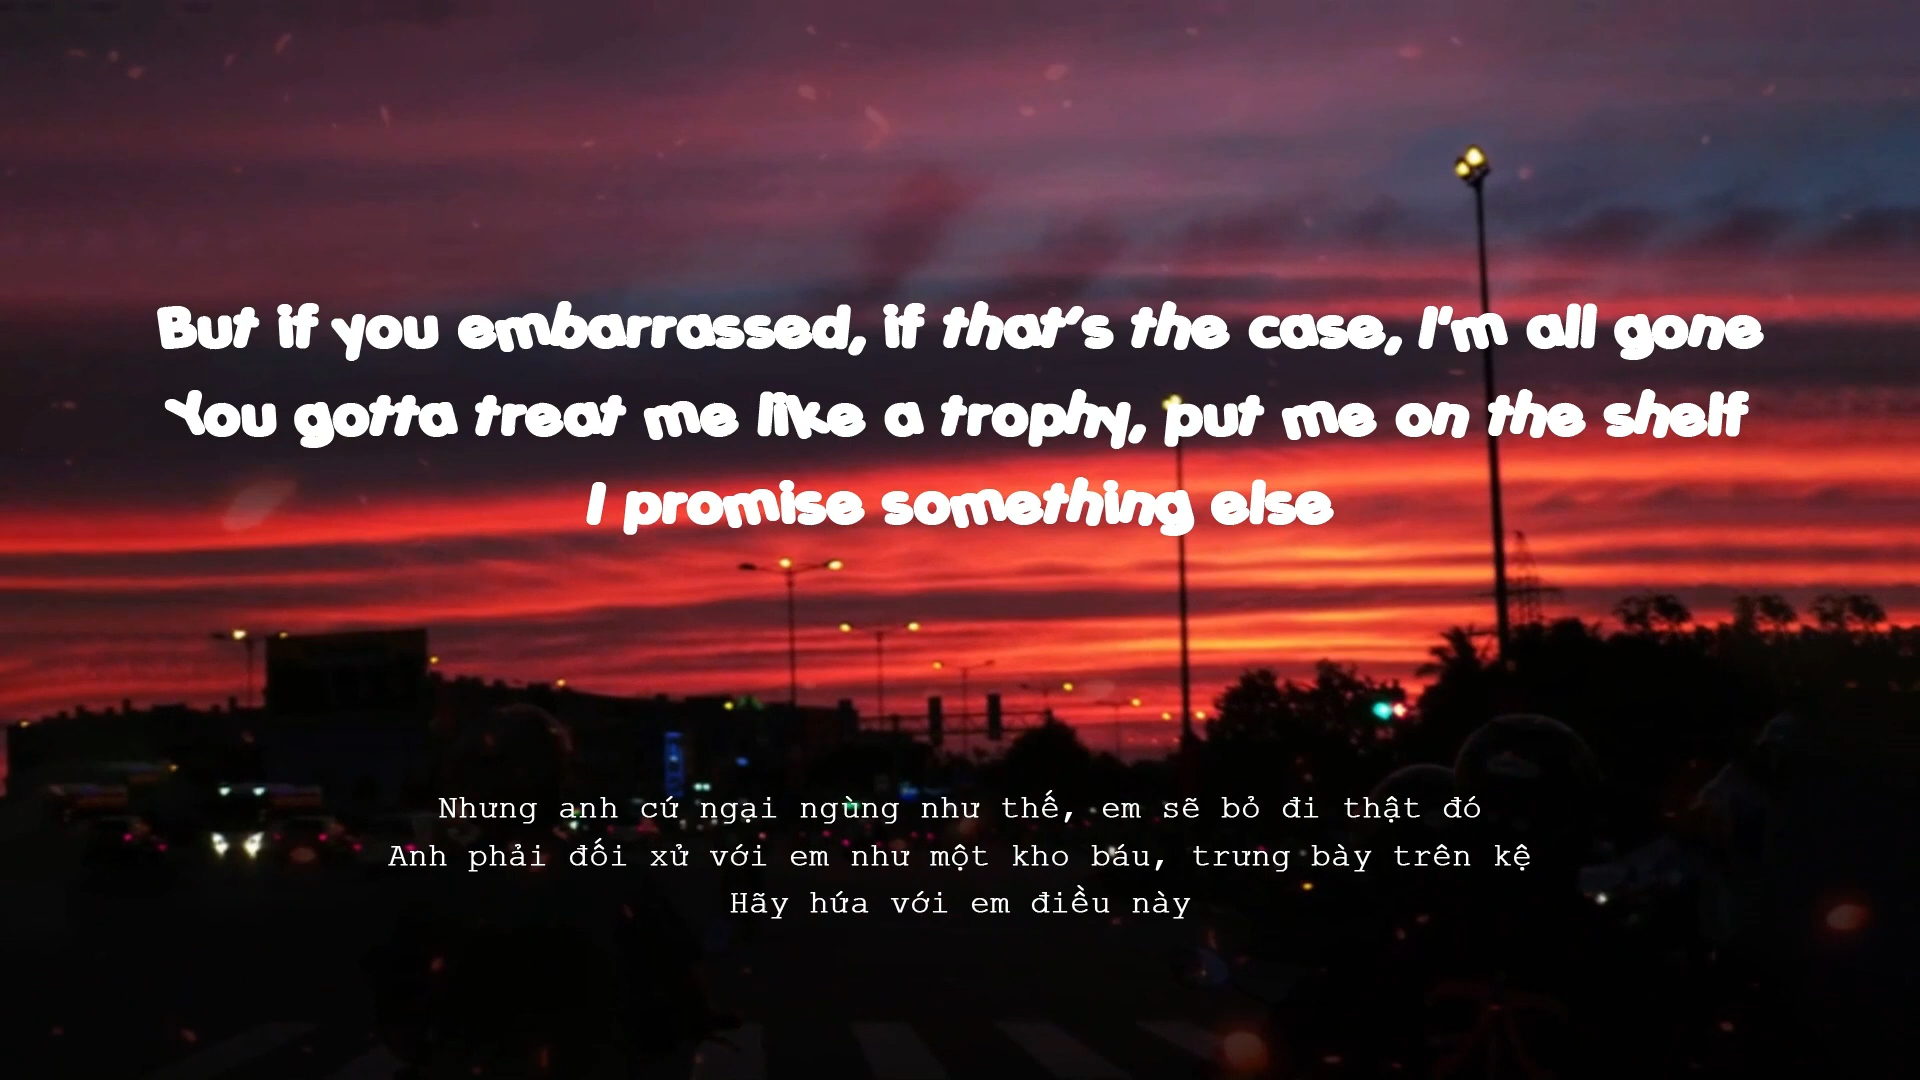 But if you embarrassed, if that's the case, I'm all gone
You gotta treat me like a trophy, put me on the shelf
I promise something else
Nhưng anh cứ ngại ngùng như thế, em sẽ bỏ đi thật đó
Anh phải đối xử với em như một kho báu, trưng bày trên kệ
Hãy hứa với em điều này